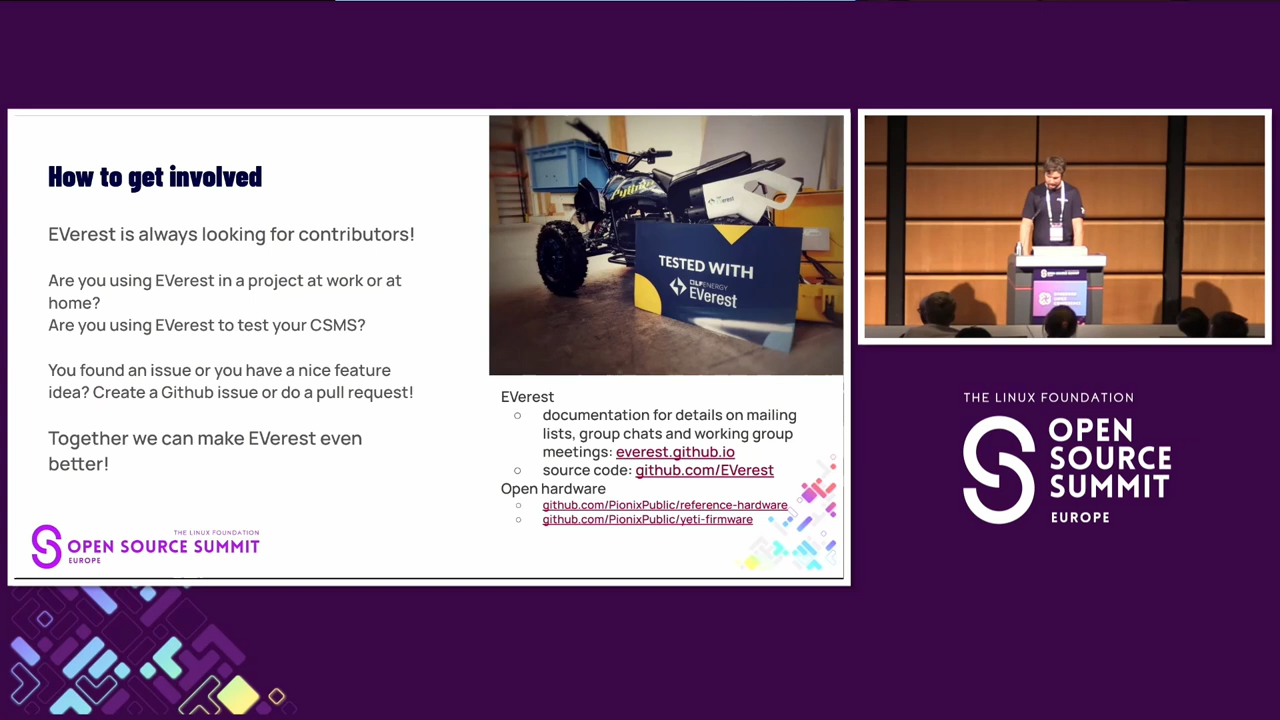 How to get involved
EVerest is always looking for contributors!
Are you using EVerest in a project at work or at
home?
Are you using EVerest to test your CSMS?
You found an issue or you have a nice feature
idea? Create a Github issue or do a pull request!
Together we can make EVerest even
better!
THE LINUX FOUNDATION
OPEN SOURCE SUMMIT
EUROPE
EVerest
TESTED WITH
LF ENERGY
EVerest
EVerest
○ documentation for details on mailing
lists, group chats and working group
meetings: everest.github.io
○ source code: github.com/EVerest
Open hardware
○ github.com/PionixPublic/reference-hardware
○ github.com/PionixPublic/yeti-firmware
THE LINUX FOUNDATION
OPEN
SOURCE
SUMMIT
EUROPE